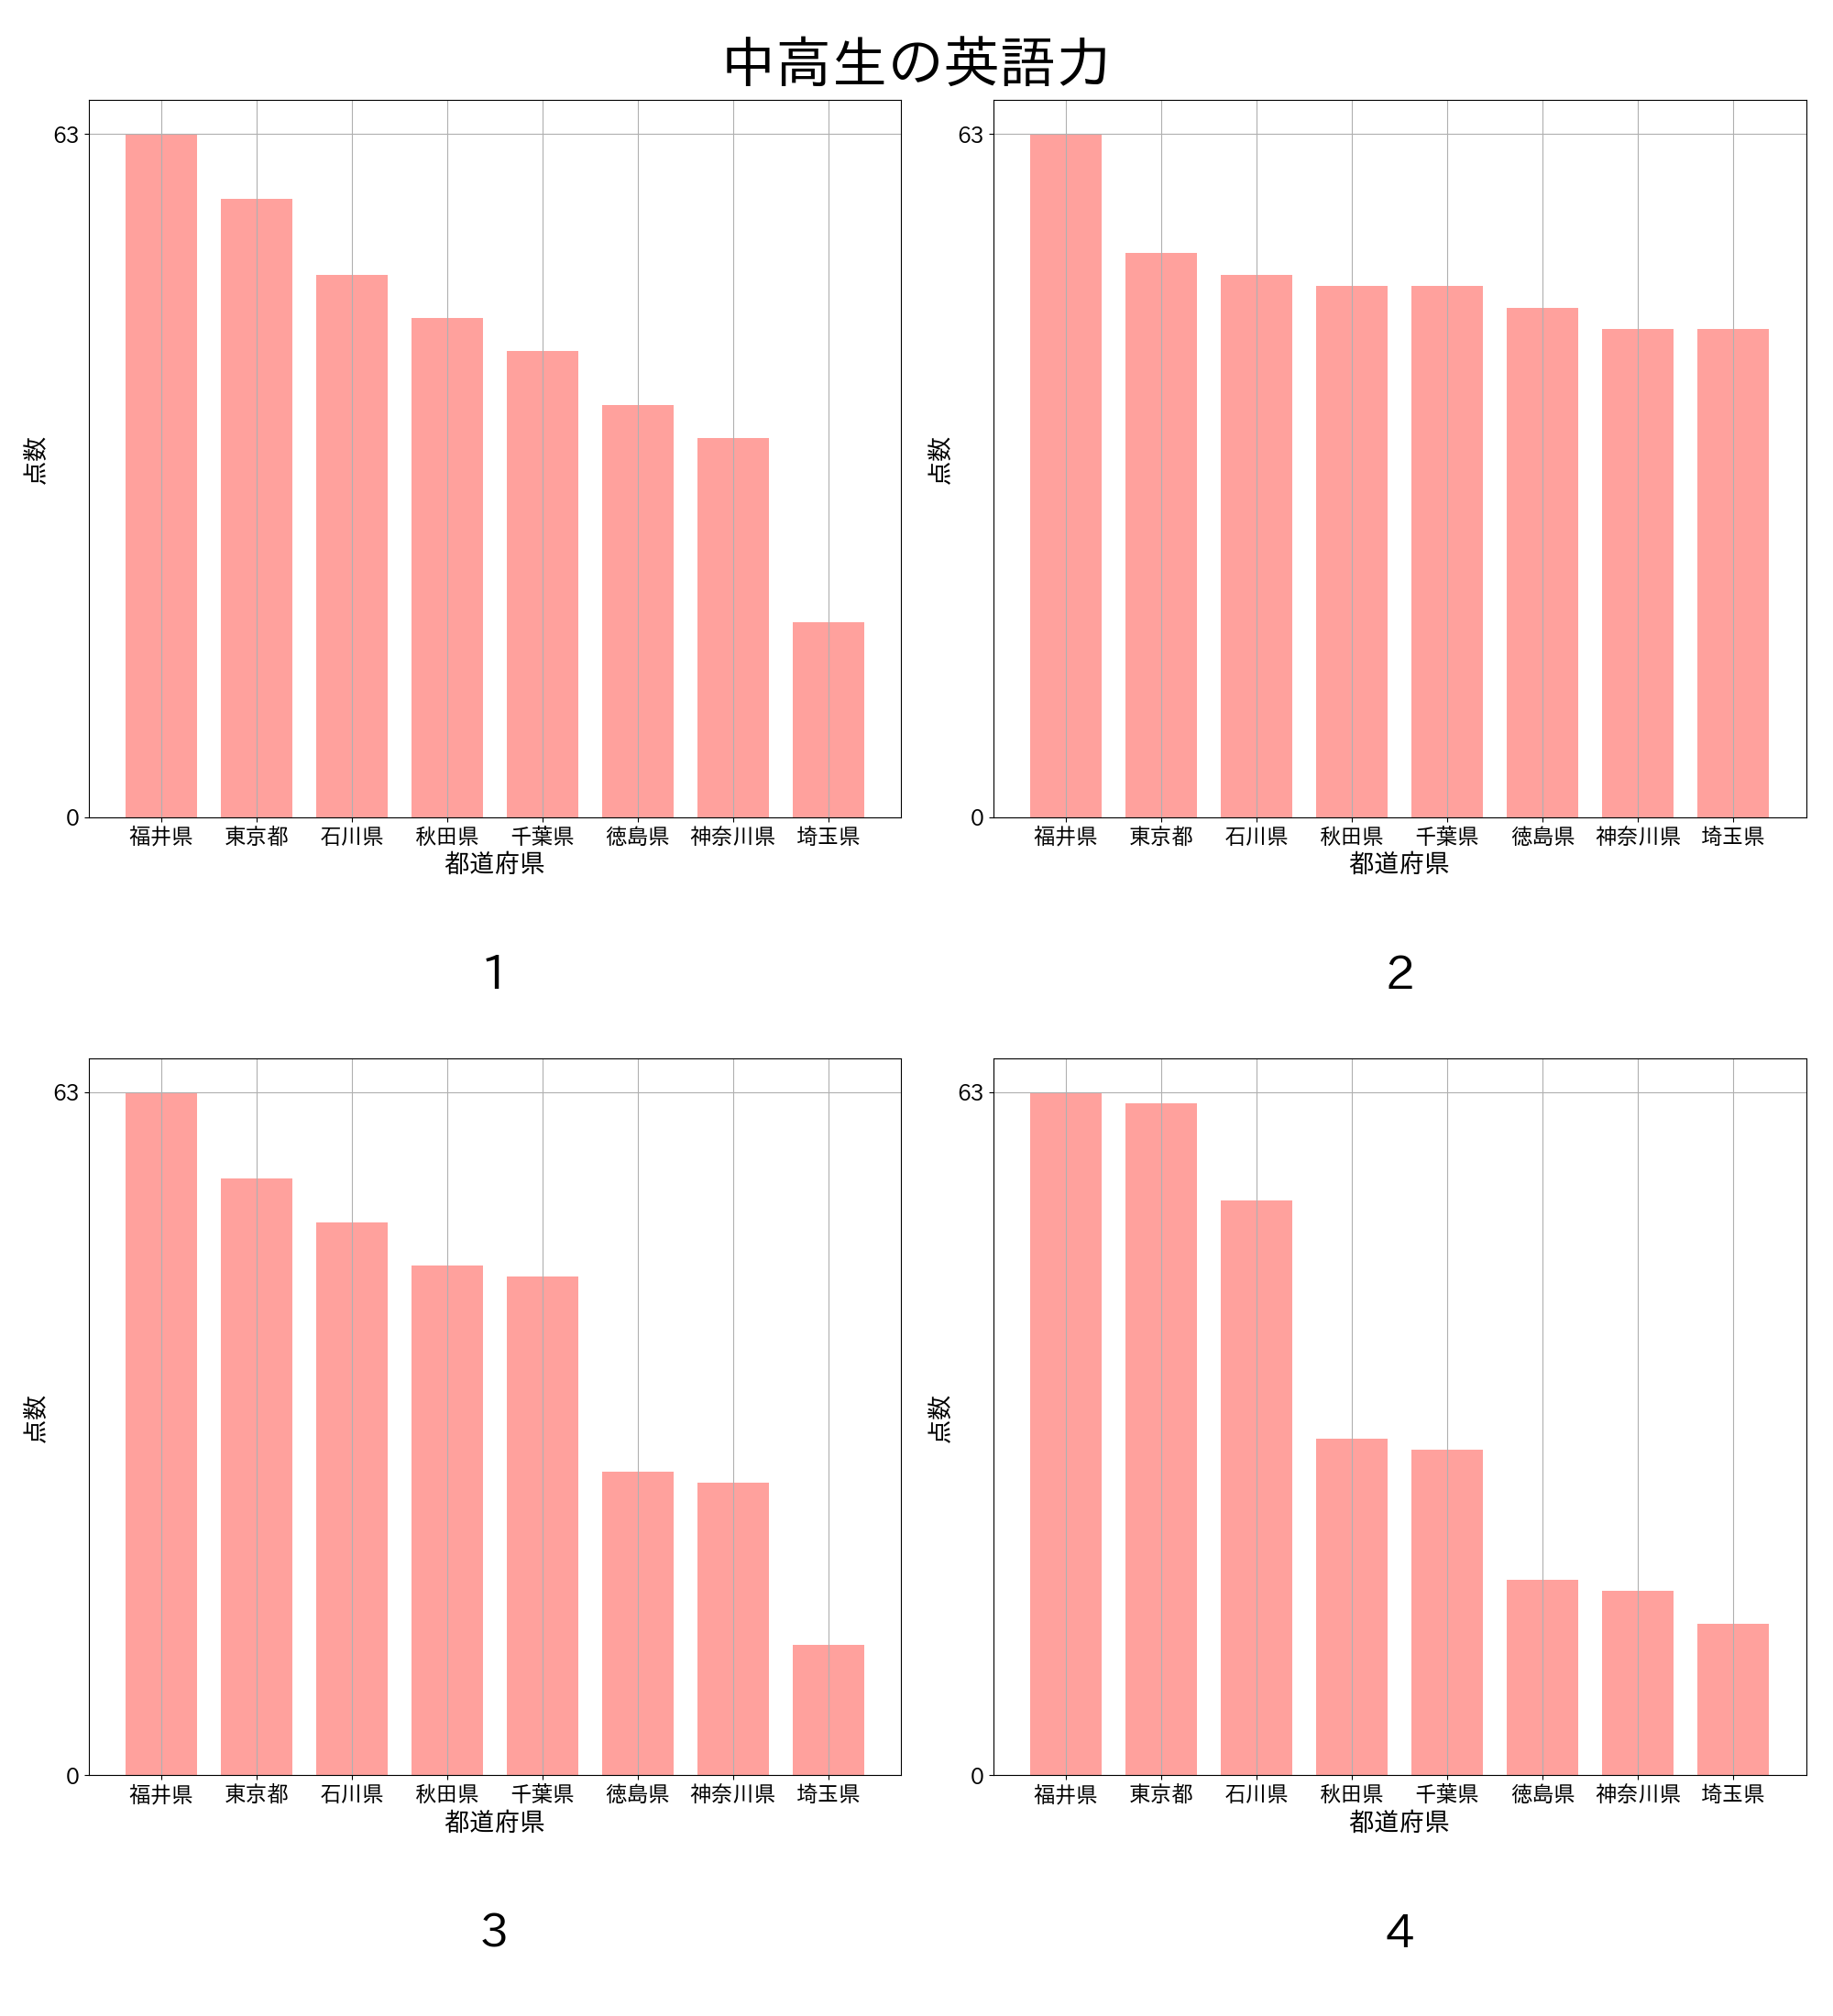 中高生の英語力
63
0
点数
福井県 東京都 石川県 秋田県 千葉県 徳島県 神奈川県 埼玉県
都道府県
1
63
0
点数
福井県 東京都 石川県 秋田県 千葉県 徳島県 神奈川県 埼玉県
都道府県
2
63
0
点数
福井県 東京都 石川県 秋田県 千葉県 徳島県 神奈川県 埼玉県
都道府県
3
63
0
点数
福井県 東京都 石川県 秋田県 千葉県 徳島県 神奈川県 埼玉県
都道府県
4